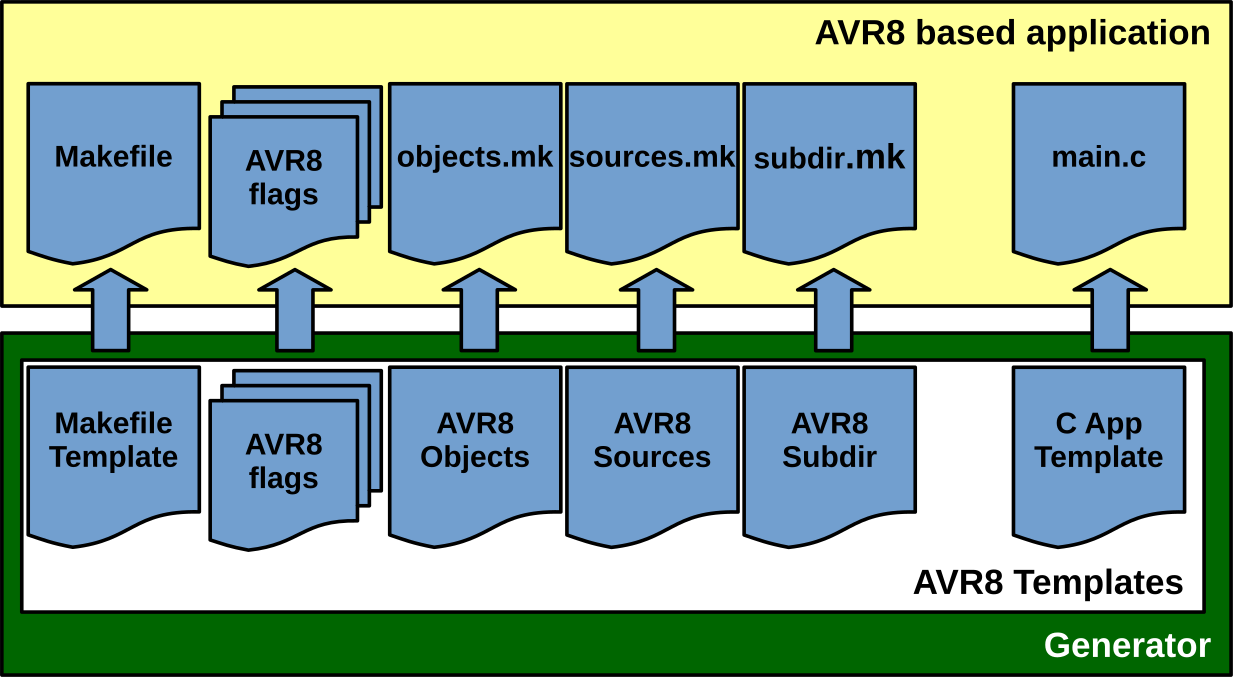 AVR8 based application
Makefile
AVR8
flags
objects.mk
sources.mk
subdir.mk
main.c
Makefile
Template
AVR8
flags
AVR8
Objects
AVR8
Sources
AVR8
Subdir
C App
Template
AVR8 Templates
Generator